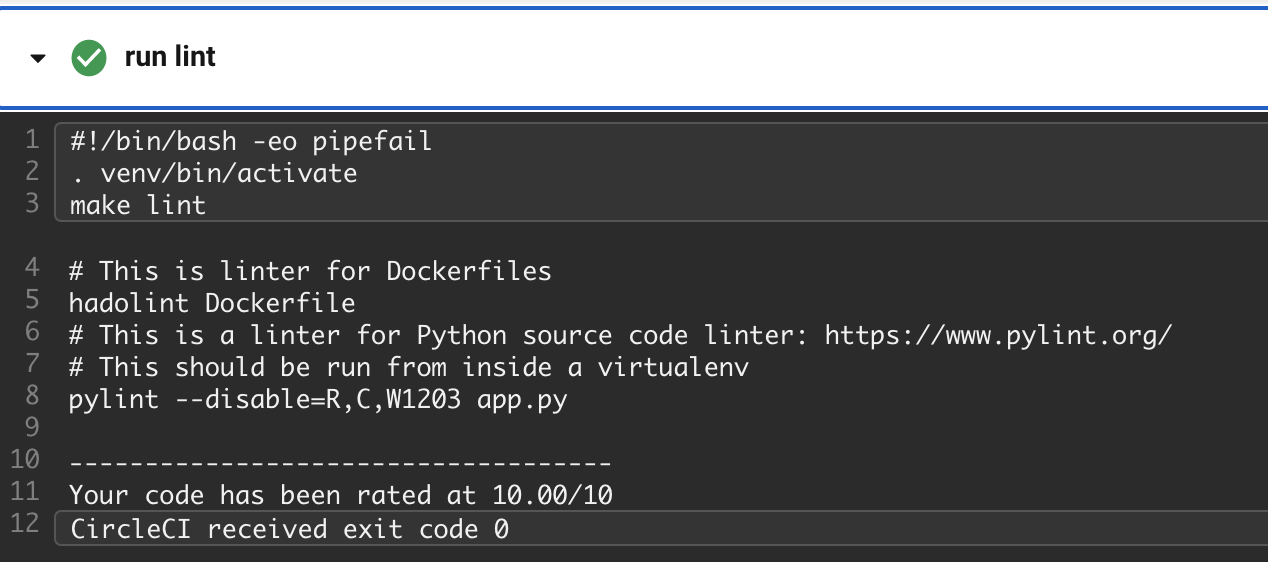 run lint
1 #!/bin/bash -eo pipefail
2 . venv/bin/activate
3 make lint
4 # This is linter for Dockerfiles
5 hadolint Dockerfile
6 # This is a linter for Python source code linter: https://www.pylint.org/
7 # This should be run from inside a virtualenv
8 pylint --disable=R,C,W1203 app.py
9
10 ------------------------------------
11 Your code has been rated at 10.00/10
12 CircleCI received exit code 0